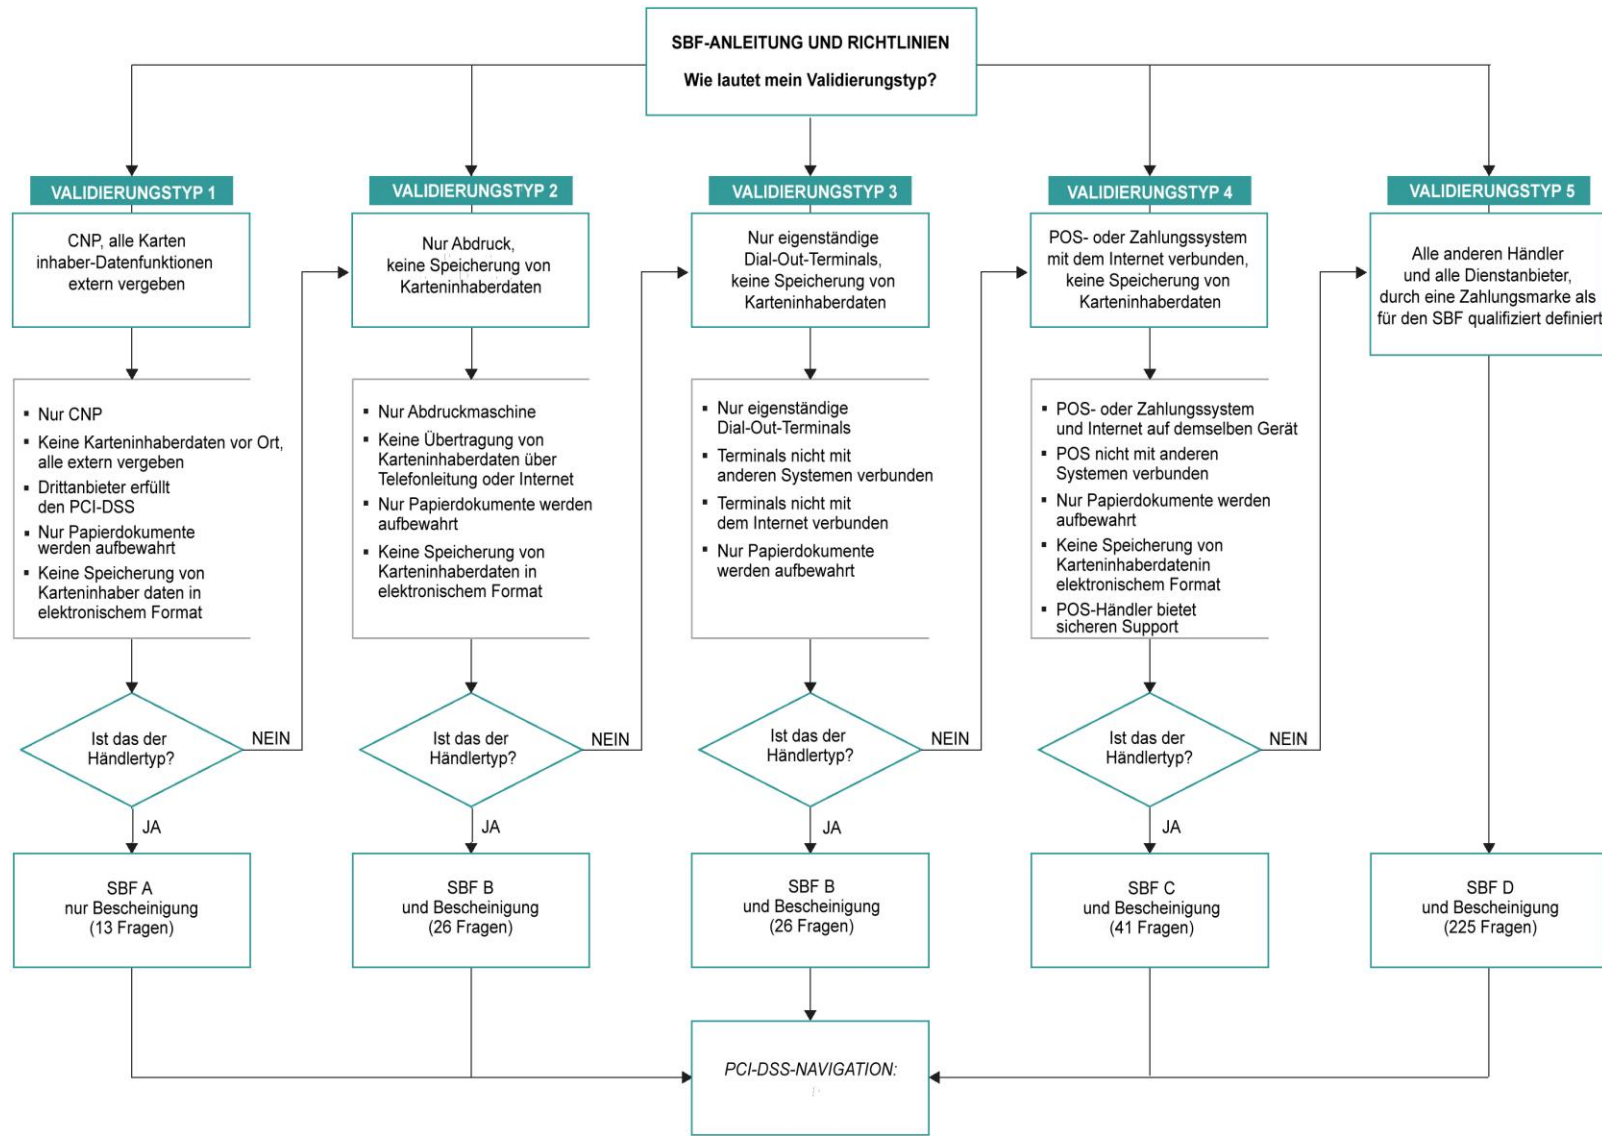 SBF-ANLEITUNG UND RICHTLINIEN
Wie lautet mein Validierungstyp?
VALIDIERUNGSTYP 1
CNP, alle Karten
inhaber-Datenfunktionen
extern vergeben
▪ Nur CNP
▪ Keine Karteninhaberdaten vor Ort,
alle extern vergeben
▪ Drittanbieter erfüllt
den PCI-DSS
▪ Nur Papierdokumente
werden aufbewahrt
▪ Keine Speicherung von
Karteninhaber daten in
elektronischem Format
Ist das der
Händlertyp?
NEIN
JA
SBF A
nur Bescheinigung
(13 Fragen)
VALIDIERUNGSTYP 2
Nur Abdruck,
keine Speicherung von
Karteninhaberdaten
▪ Nur Abdruckmaschine
▪ Keine Übertragung von
Karteninhaberdaten über
Telefonleitung oder Internet
▪ Nur Papierdokumente werden
aufbewahrt
▪ Keine Speicherung von
Karteninhaberdaten in
elektronischem Format
Ist das der
Händlertyp?
NEIN
JA
SBF B
und Bescheinigung
(26 Fragen)
VALIDIERUNGSTYP 3
Nur eigenständige
Dial-Out-Terminals,
keine Speicherung von
Karteninhaberdaten
▪ Nur eigenständige
Dial-Out-Terminals
▪ Terminals nicht mit
anderen Systemen verbunden
▪ Terminals nicht mit
dem Internet verbunden
▪ Nur Papierdokumente
werden aufbewahrt
Ist das der
Händlertyp?
NEIN
JA
SBF B
und Bescheinigung
(26 Fragen)
VALIDIERUNGSTYP 4
POS- oder Zahlungssystem
mit dem Internet verbunden,
keine Speicherung von
Karteninhaberdaten
▪ POS- oder Zahlungssystem
und Internet auf demselben Gerät
▪ POS nicht mit anderen
Systemen verbunden
▪ Nur Papierdokumente werden
aufbewahrt
▪ Keine Speicherung von
Karteninhaberdatenin
elektronischem Format
▪ POS-Händler bietet
sicheren Support
Ist das der
Händlertyp?
NEIN
JA
SBF C
und Bescheinigung
(41 Fragen)
VALIDIERUNGSTYP 5
Alle anderen Händler
und alle Dienstanbieter,
durch eine Zahlungsmarke als
für den SBF qualifiziert definiert
SBF D
und Bescheinigung
(225 Fragen)
PCI-DSS-NAVIGATION: